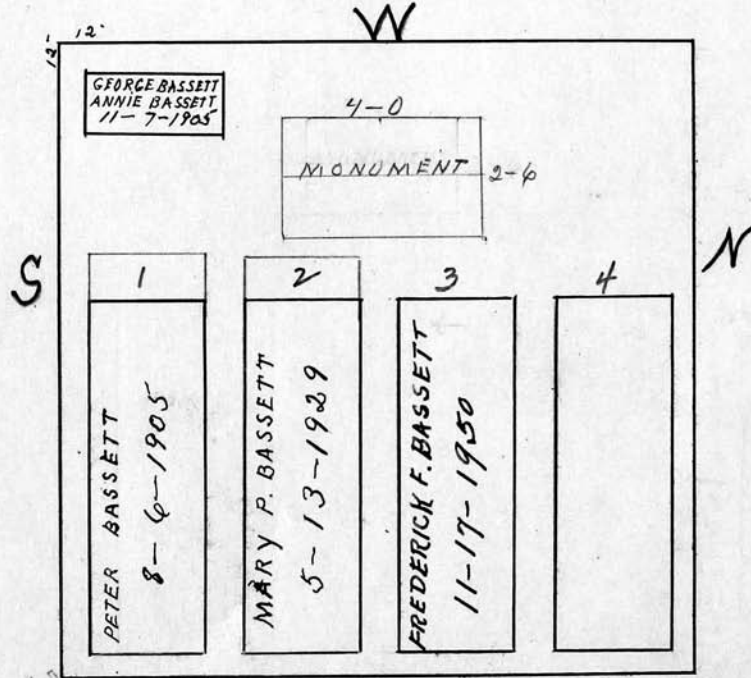 W
12'
12'
GEORGE BASSETT
ANNIE BASSETT
11-7-1905
4-0
MONUMENT
2-6
S
N
1
2
3
4
PETER BASSETT
8-6-1905
MARY P. BASSETT
5-13-1929
FREDERICK F. BASSETT
11-17-1950